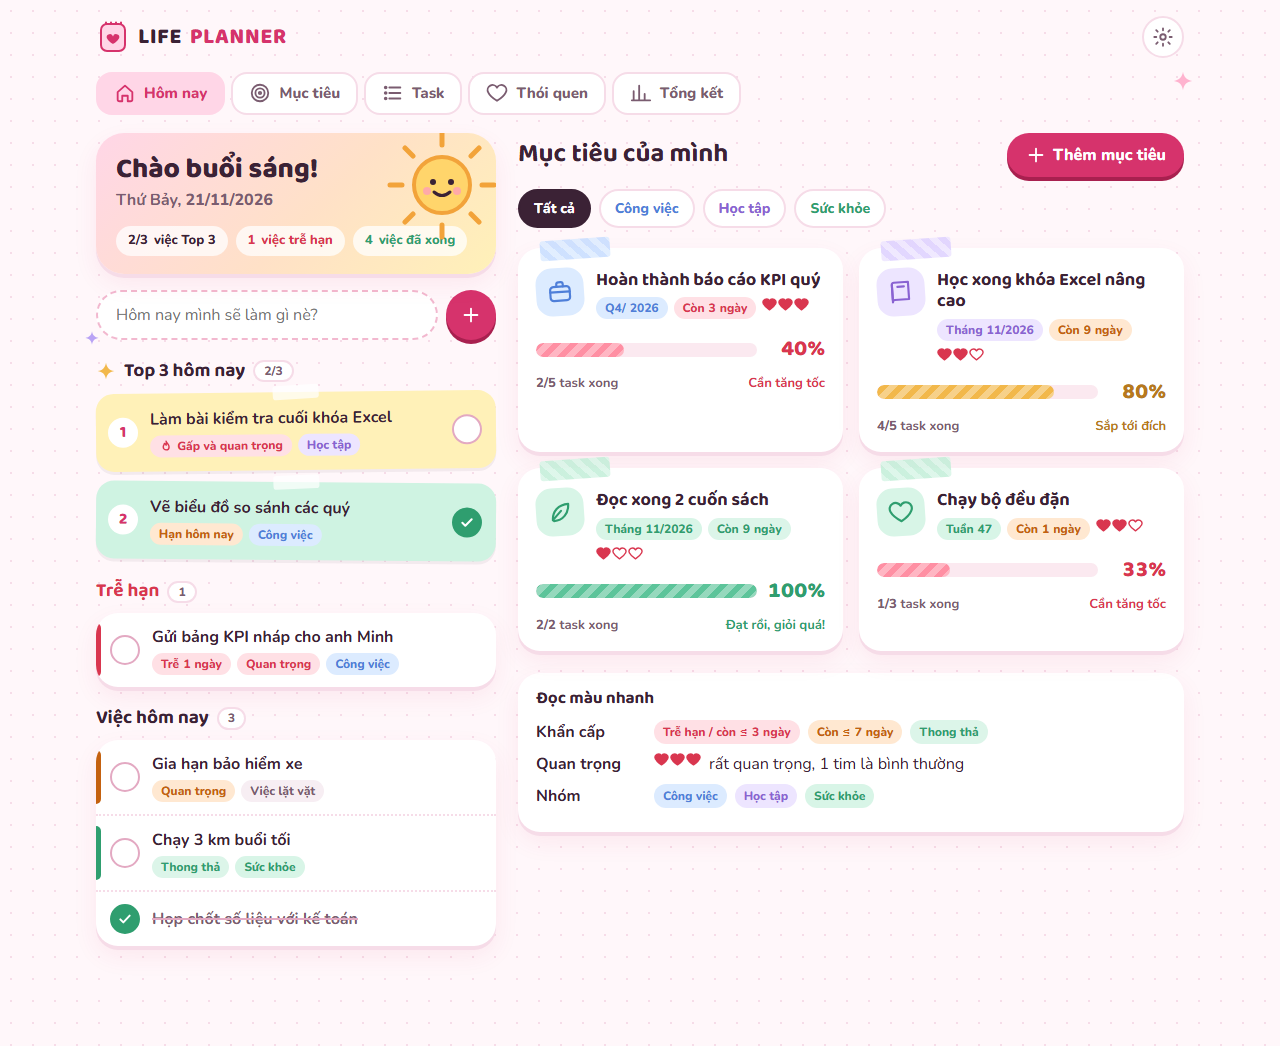 LIFE PLANNER
Hôm nay
Mục tiêu
Task
Thói quen
Tổng kết
Chào buổi sáng!
Thứ Bảy, 21/11/2026
2/3 việc Top 3
1 việc trễ hạn
4 việc đã xong
Hôm nay mình sẽ làm gì nè?
Top 3 hôm nay
2/3
1
Làm bài kiểm tra cuối khóa Excel
Gấp và quan trọng
Học tập
2
Vẽ biểu đồ so sánh các quý
Hạn hôm nay
Công việc
Trễ hạn
1
Gửi bảng KPI nháp cho anh Minh
Trễ 1 ngày
Quan trọng
Công việc
Việc hôm nay
3
Gia hạn bảo hiểm xe
Quan trọng
Việc lặt vặt
Chạy 3 km buổi tối
Thong thả
Sức khỏe
Họp chốt số liệu với kế toán
Mục tiêu của mình
Thêm mục tiêu
Tất cả
Công việc
Học tập
Sức khỏe
Hoàn thành báo cáo KPI quý
Q4/ 2026
Còn 3 ngày
40%
2/5 task xong
Cần tăng tốc
Học xong khóa Excel nâng
cao
Tháng 11/2026
Còn 9 ngày
80%
4/5 task xong
Sắp tới đích
Đọc xong 2 cuốn sách
Tháng 11/2026
Còn 9 ngày
100%
2/2 task xong
Đạt rồi, giỏi quá!
Chạy bộ đều đặn
Tuần 47
Còn 1 ngày
33%
1/3 task xong
Cần tăng tốc
Đọc màu nhanh
Khẩn cấp
Trễ hạn / còn ≤ 3 ngày
Còn ≤ 7 ngày
Thong thả
Quan trọng
rất quan trọng, 1 tim là bình thường
Nhóm
Công việc
Học tập
Sức khỏe